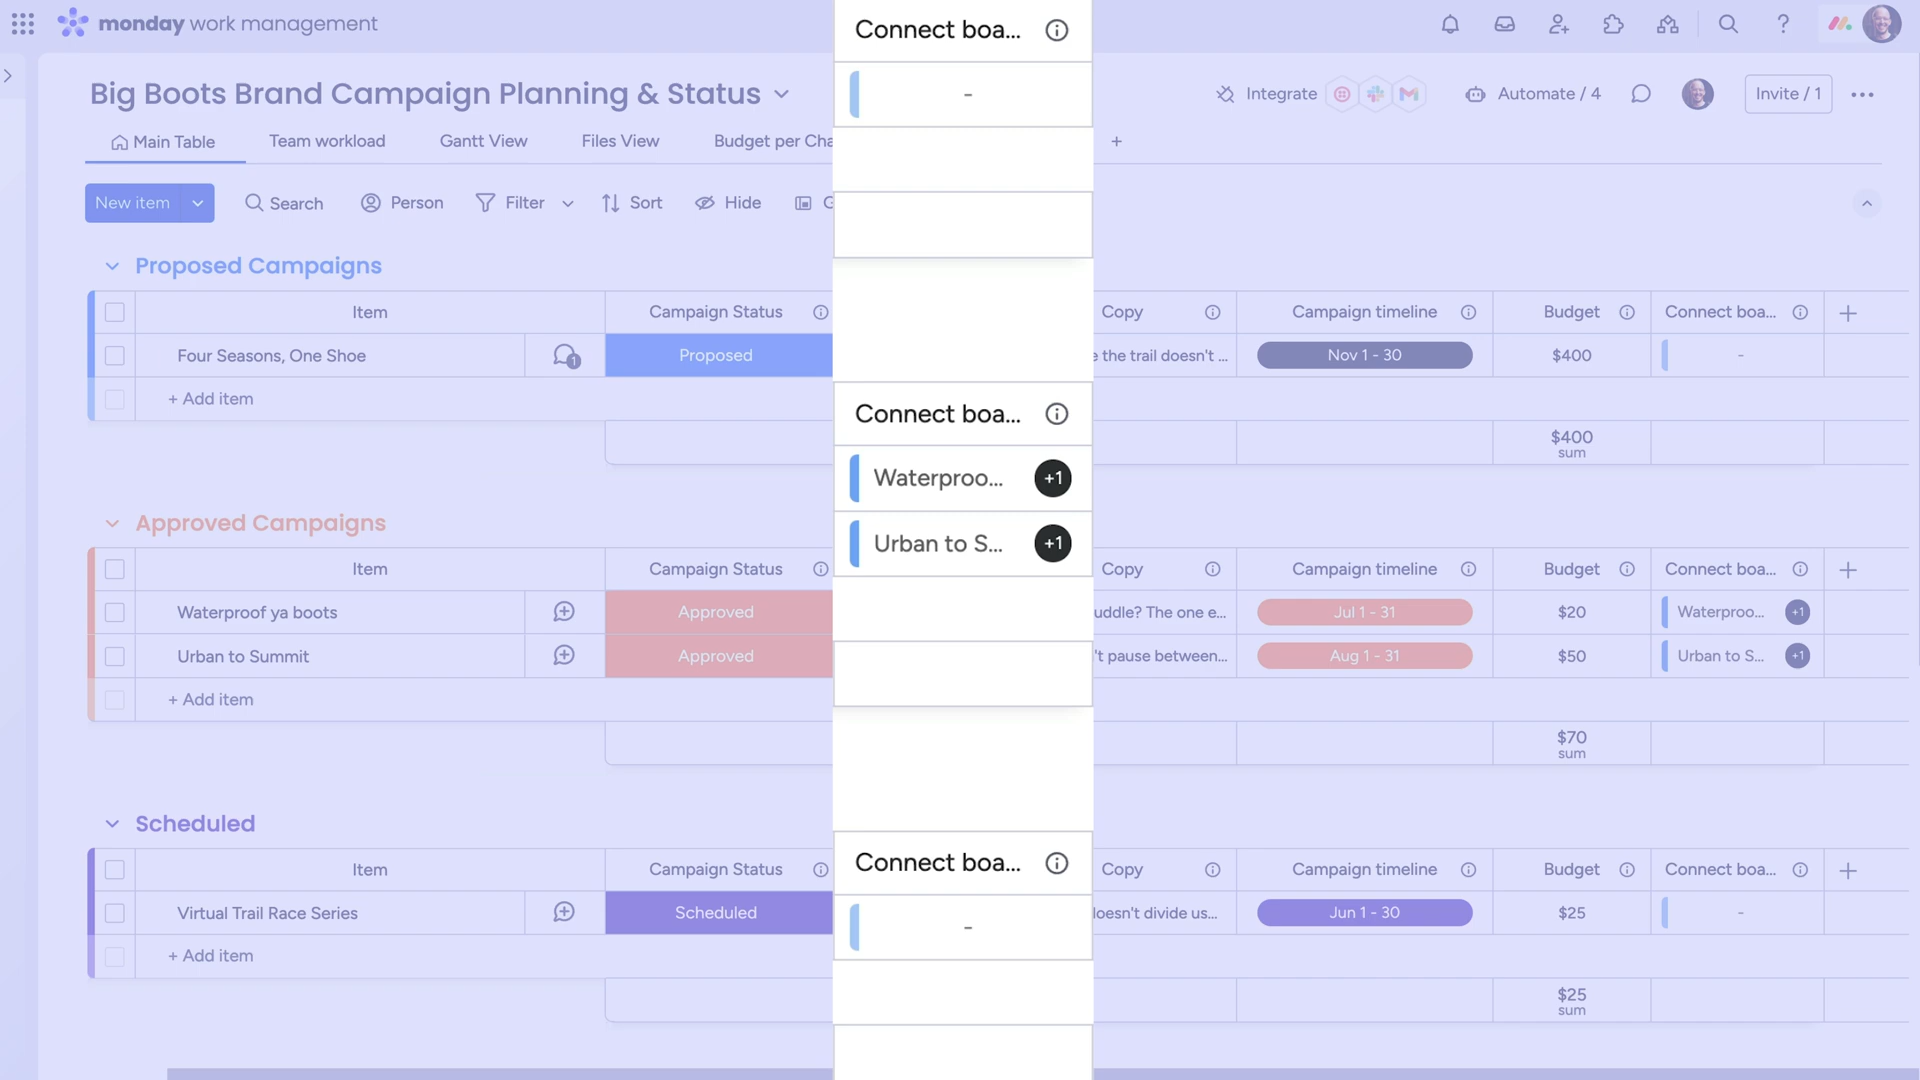 monday work management
Connect boa...
-
Big Boots Brand Campaign Planning & Status
Integrate
Automate / 4
Invite / 1
Main Table
Team workload
Gantt View
Files View
Budget per Cha
+
New item
Search
Person
Filter
Sort
Hide
G
Proposed Campaigns
Item
Campaign Status
Copy
Campaign timeline
Budget
Connect boa...
+
Four Seasons, One Shoe
1
Proposed
e the trail doesn't ...
Nov 1 - 30
$400
-
+ Add item
$400
sum
Connect boa...
Waterproo...
+1
Urban to S...
+1
Approved Campaigns
Item
Campaign Status
Copy
Campaign timeline
Budget
Connect boa...
+
Waterproof ya boots
Approved
uddle? The one e...
Jul 1 - 31
$20
Waterproo...
+1
Urban to Summit
Approved
't pause between...
Aug 1 - 31
$50
Urban to S...
+1
+ Add item
$70
sum
Connect boa...
-
Scheduled
Item
Campaign Status
Copy
Campaign timeline
Budget
Connect boa...
+
Virtual Trail Race Series
Scheduled
loesn't divide us...
Jun 1 - 30
$25
-
+ Add item
$25
sum